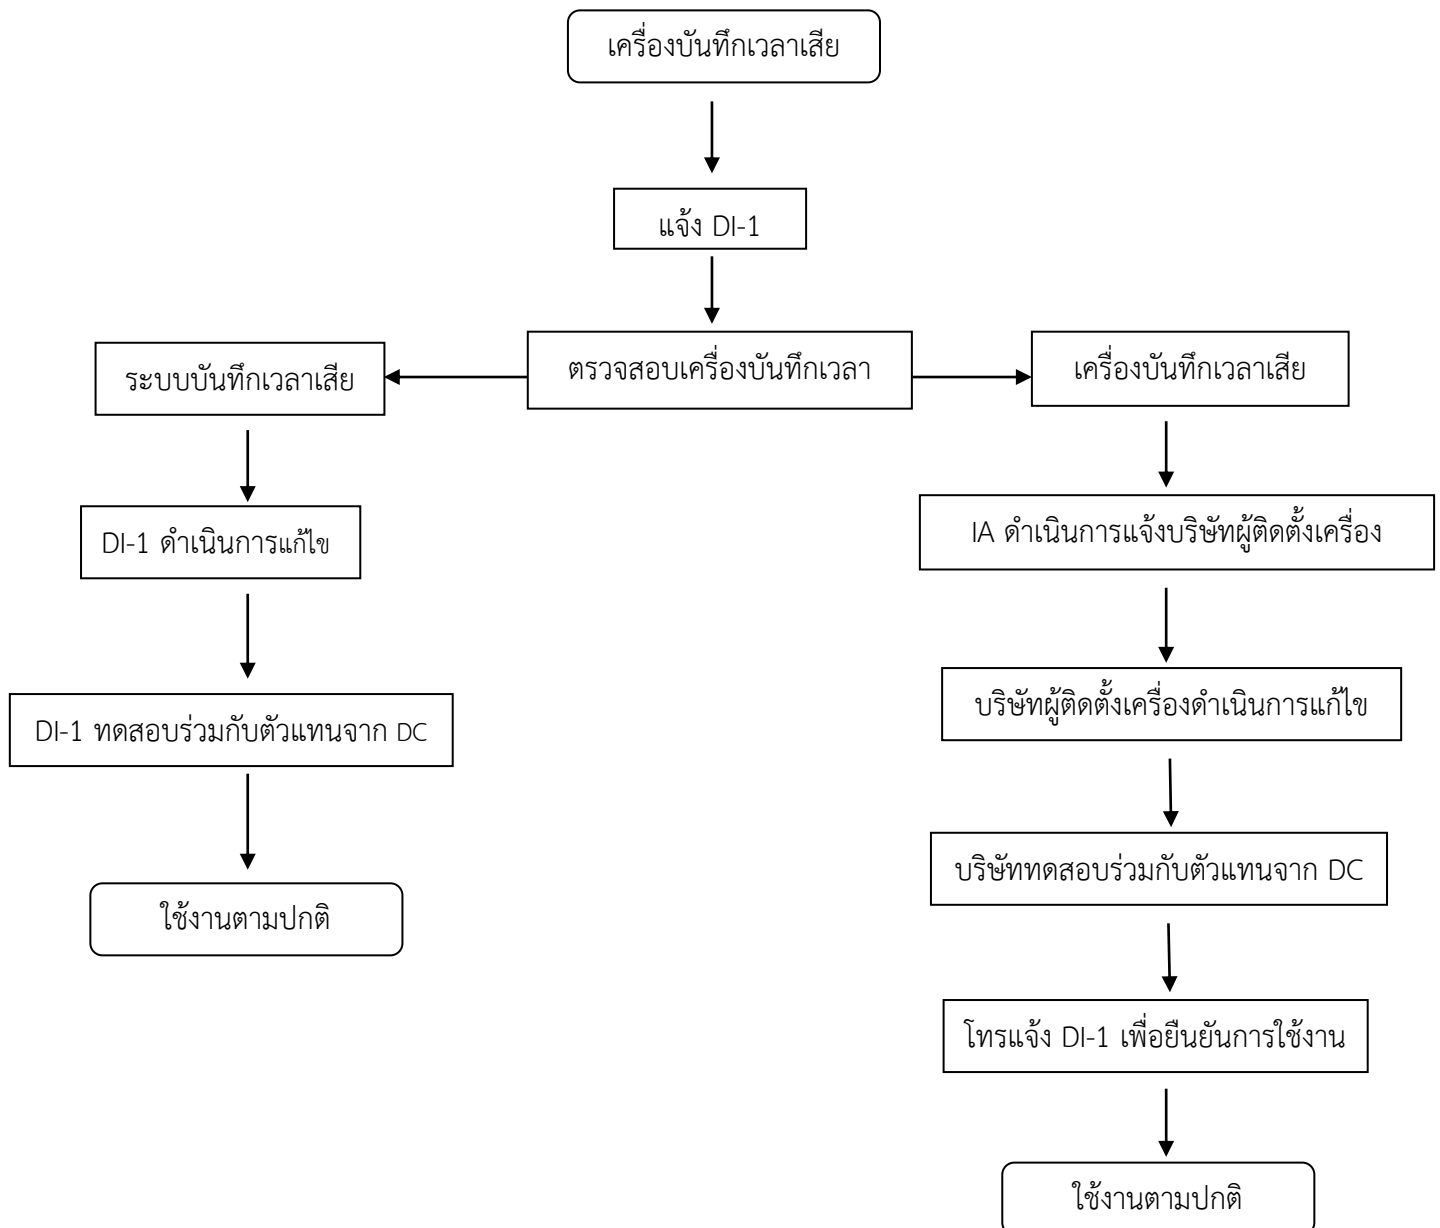 เครื่องบันทึกเวลาเสีย
แจ้ง DI-1
ตรวจสอบเครื่องบันทึกเวลา
ระบบบันทึกเวลาเสีย
DI-1 ดำเนินการแก้ไข
DI-1 ทดสอบร่วมกับตัวแทนจาก DC
ใช้งานตามปกติ
เครื่องบันทึกเวลาเสีย
IA ดำเนินการแจ้งบริษัทผู้ติดตั้งเครื่อง
บริษัทผู้ติดตั้งเครื่องดำเนินการแก้ไข
บริษัททดสอบร่วมกับตัวแทนจาก DC
โทรแจ้ง DI-1 เพื่อยืนยันการใช้งาน
ใช้งานตามปกติ